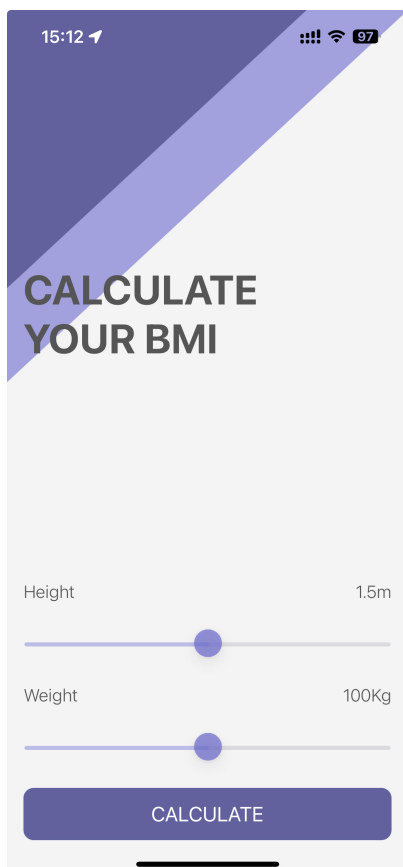 15:12
97
CALCULATE
YOUR BMI
Height 1.5m
Weight 100Kg
CALCULATE